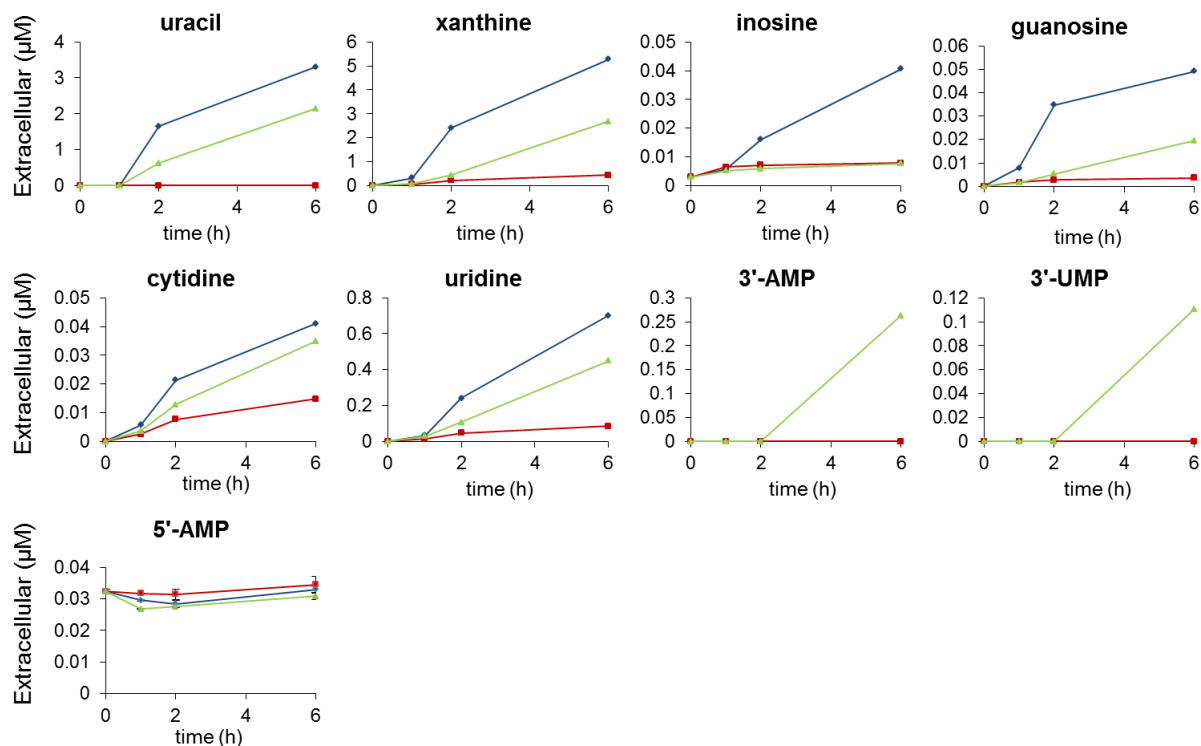 uracil
xanthine
inosine
guanosine
Extracellular (µM)
4
3
2
1
0
0 2 4 6
time (h)
6
5
4
3
2
1
0
0 2 4 6
time (h)
0.05
0.04
0.03
0.02
0.01
0
0 2 4 6
time (h)
0.06
0.05
0.04
0.03
0.02
0.01
0
0 2 4 6
time (h)
cytidine
uridine
3'-AMP
3'-UMP
Extracellular (µM)
0.05
0.04
0.03
0.02
0.01
0
0 2 4 6
time (h)
0.8
0.6
0.4
0.2
0
0 2 4 6
time (h)
0.3
0.25
0.2
0.15
0.1
0.05
0
0 2 4 6
time (h)
0.12
0.1
0.08
0.06
0.04
0.02
0
0 2 4 6
time (h)
5'-AMP
Extracellular (µM)
0.04
0.03
0.02
0.01
0
0 2 4 6
time (h)